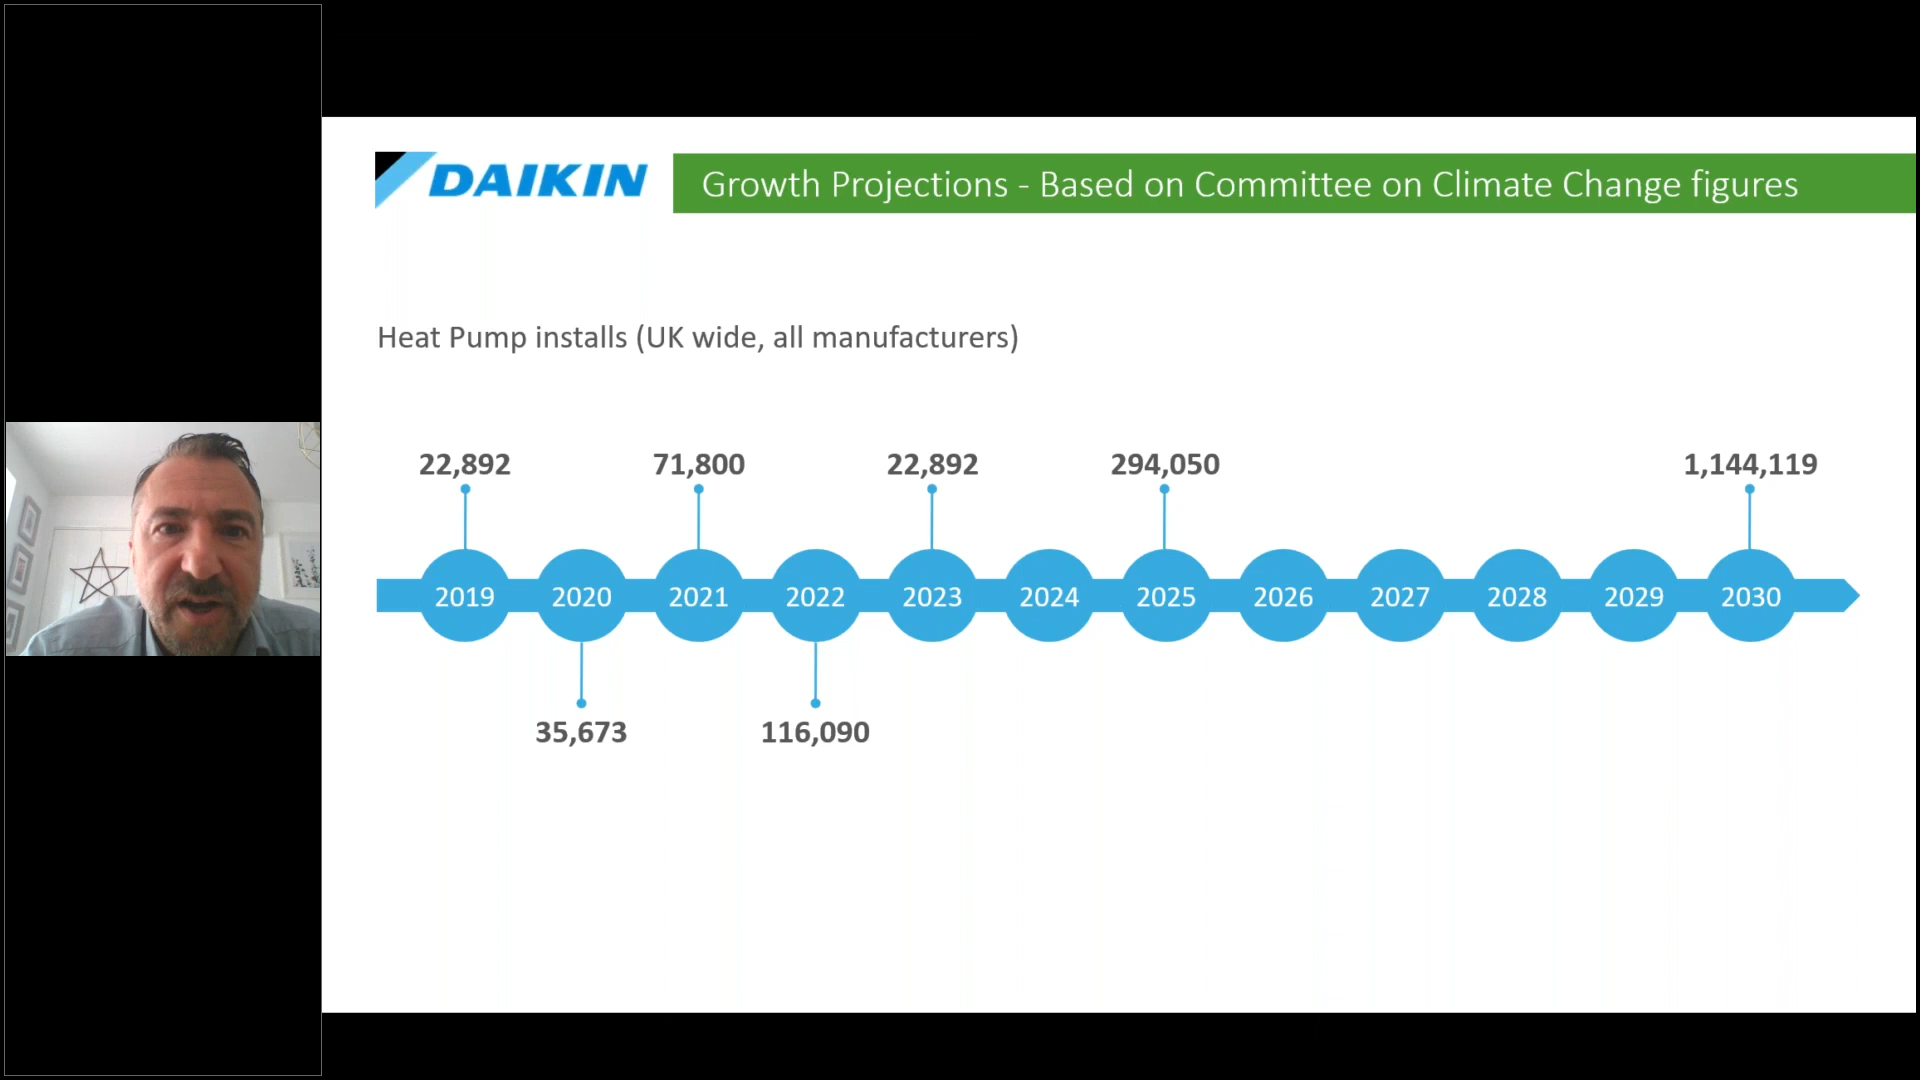 DAIKIN
Growth Projections - Based on Committee on Climate Change figures
Heat Pump installs (UK wide, all manufacturers)
22,892 71,800 22,892 294,050 1,144,119
2019 2020 2021 2022 2023 2024 2025 2026 2027 2028 2029 2030
35,673 116,090